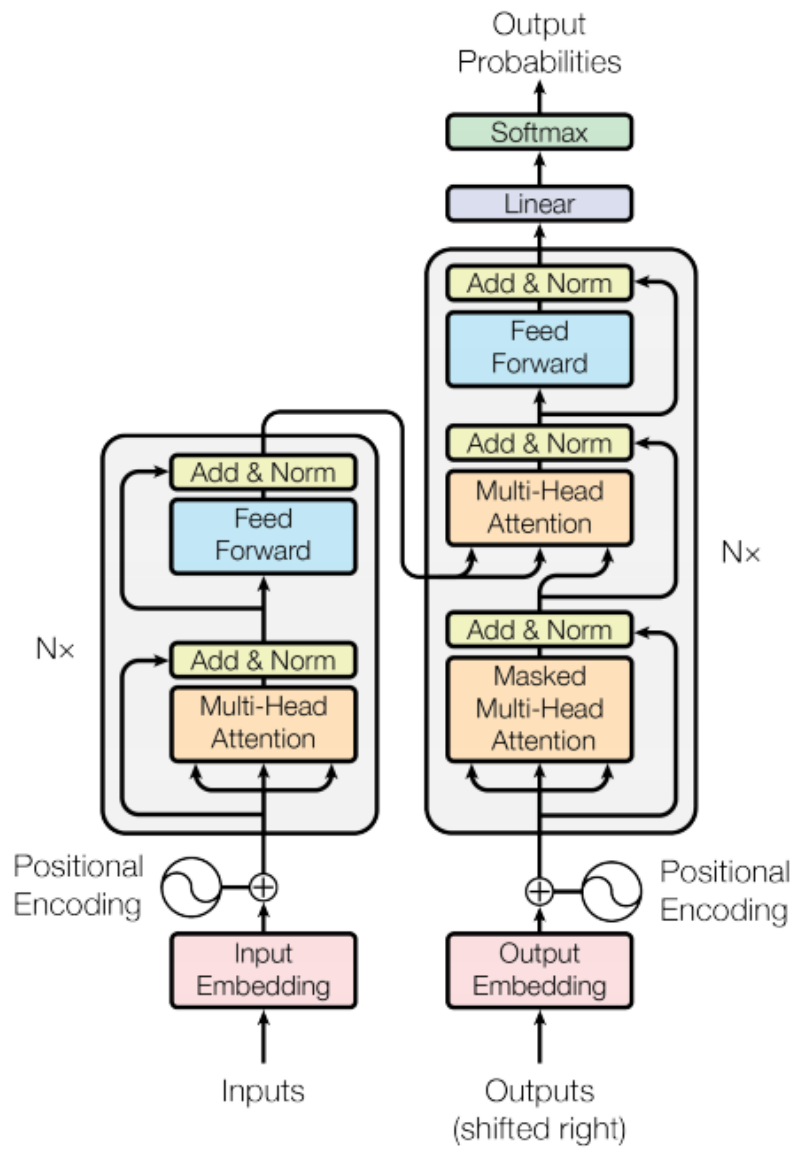 Output
Probabilities
Softmax
Linear
Add & Norm
Feed
Forward
Add & Norm
Multi-Head
Attention
Nx
Add & Norm
Masked
Multi-Head
Attention
Add & Norm
Feed
Forward
Nx
Add & Norm
Multi-Head
Attention
Positional
Encoding
Positional
Encoding
Input
Embedding
Output
Embedding
Inputs
Outputs
(shifted right)